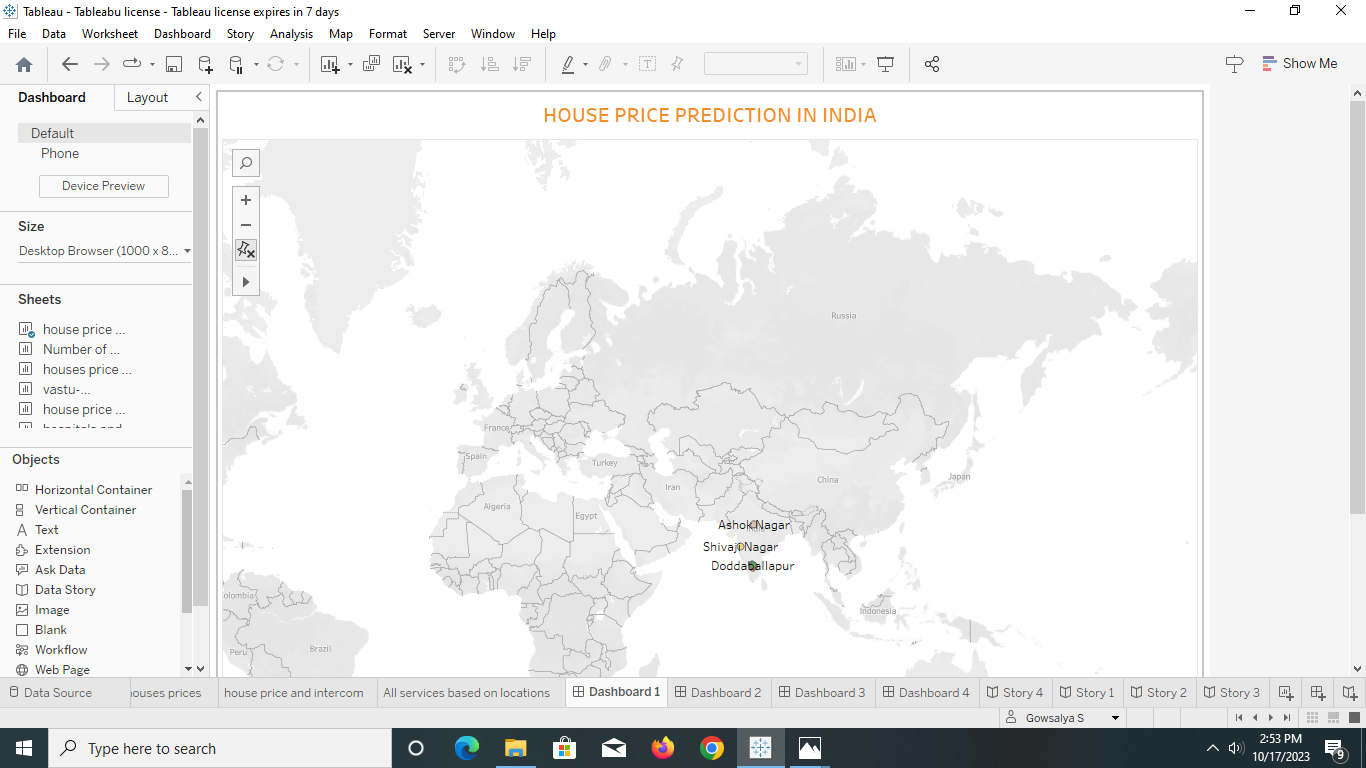 Tableau - Tableabu license - Tableau license expires in 7 days
File Data Worksheet Dashboard Story Analysis Map Format Server Window Help
Show Me
Dashboard Layout
Default
Phone
Device Preview
Size
Desktop Browser (1000 x 8...
Sheets
house price ...
Number of ...
houses price ...
vastu-...
house price ...
Objects
Horizontal Container
Vertical Container
Text
Extension
Ask Data
Data Story
Image
Blank
Workflow
Web Page
HOUSE PRICE PREDICTION IN INDIA
Russia
France
Spain
Turkey
Iran
China
Japan
Algeria
Egypt
Ashok Nagar
Shivaji Nagar
Doddaballapur
olombia
Indonesia
Peru
Brazil
Data Source houses prices house price and intercom All services based on locations Dashboard 1 Dashboard 2 Dashboard 3 Dashboard 4 Story 4 Story 1 Story 2 Story 3
Gowsalya S
Type here to search
2:53 PM
10/17/2023
9